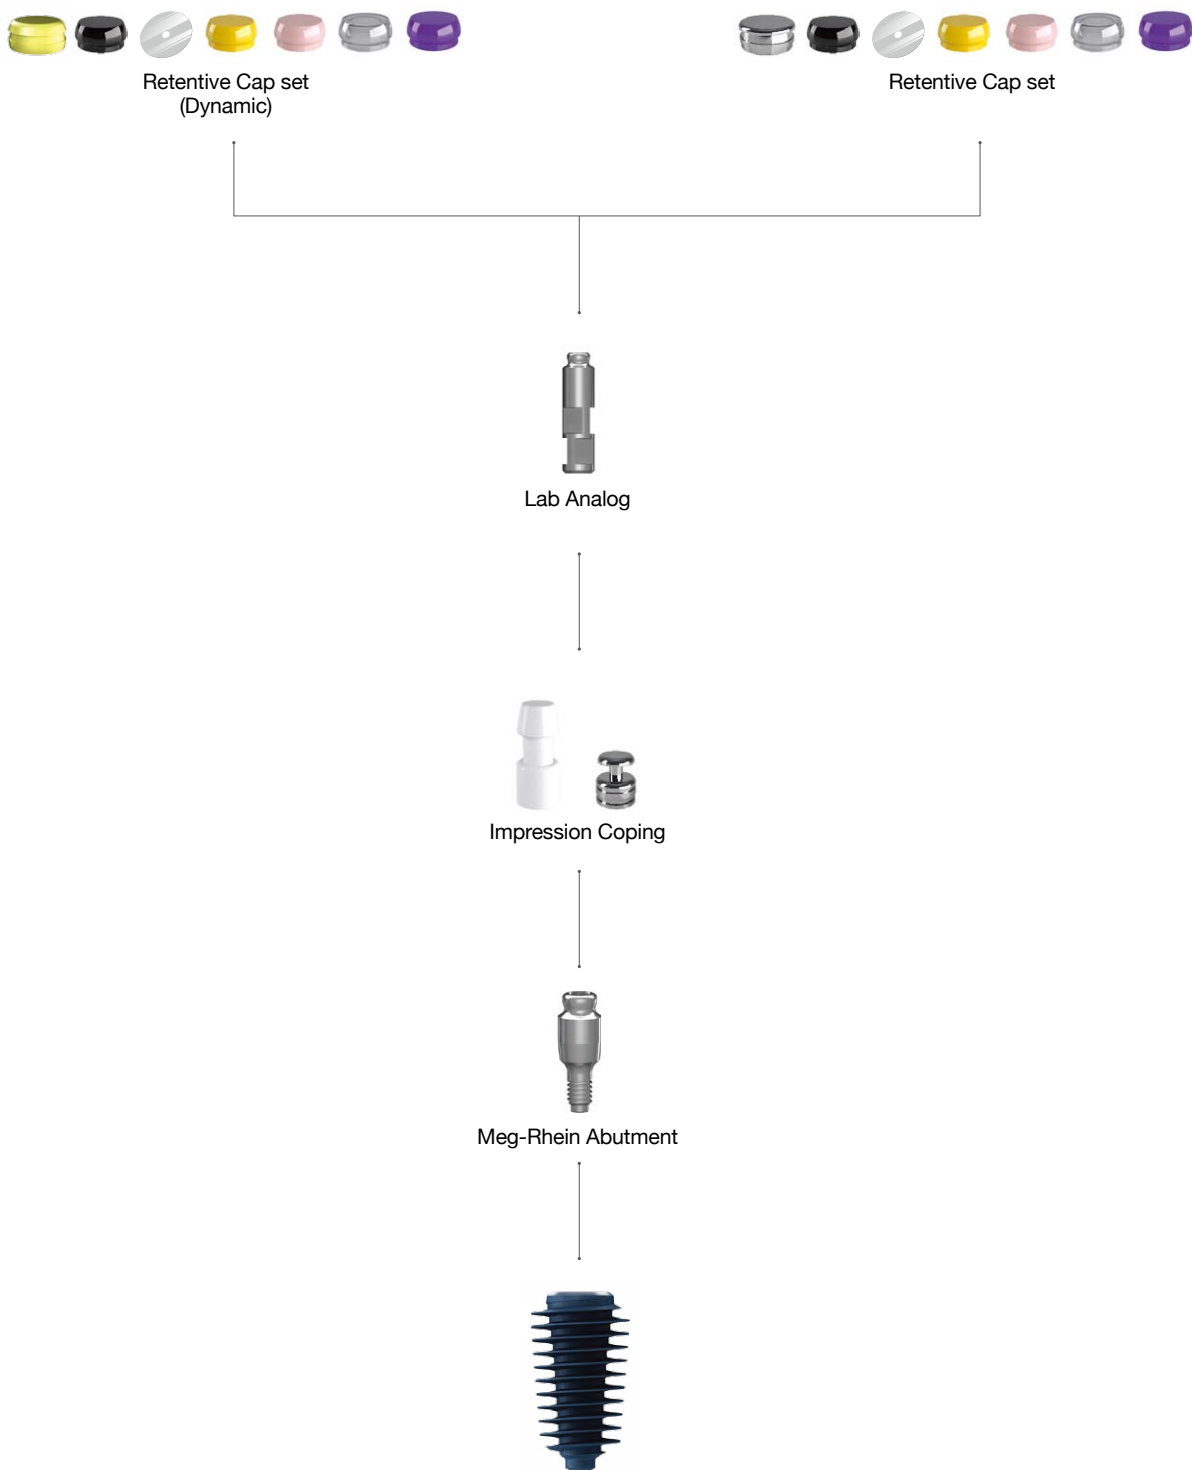 Retentive Cap set
(Dynamic)
Retentive Cap set
Lab Analog
Impression Coping
Meg-Rhein Abutment